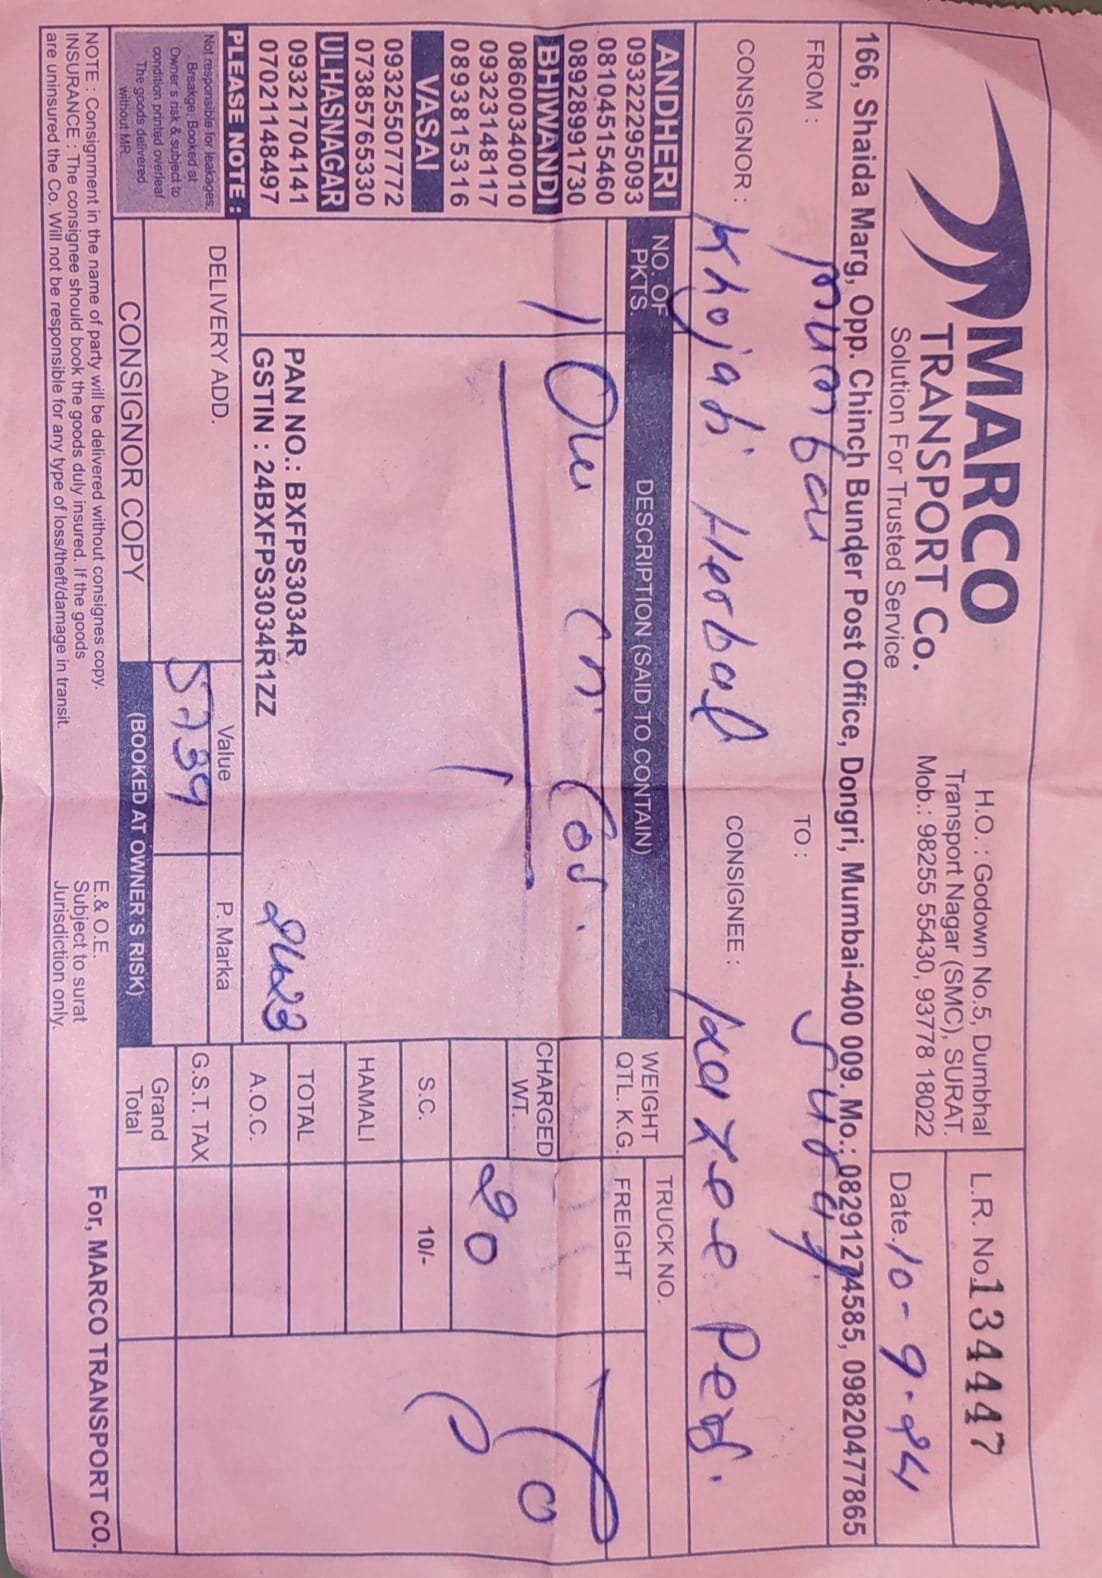 MARCO
TRANSPORT Co.
Solution For Trusted Service
H.O. : Godown No.5, Dumbhal
Transport Nagar (SMC), SURAT.
Mob.: 98255 55430, 93778 18022
L.R. No 134447
Date. 10-9-24
166, Shaida Marg, Opp. Chinch Bunder Post Office, Dongri, Mumbai-400 009. Mo.: 08291274585, 09820477865
FROM : mumbai
TO : Surat
CONSIGNOR : Khojati Herbal
CONSIGNEE : Perd.
ANDHERI
09322295093
08104515460
08928991730
BHIWANDI
08600340010
09323148117
08938815316
VASAI
09325507772
07385765330
ULHASNAGAR
09321704141
07021148497
PLEASE NOTE :
Not responsible for leakages,
Breakge. Booked at
Owner's risk & subject to
condition printed overleaf
The goods delivered
without MR.
NO. OF
PKTS.
DESCRIPTION (SAID TO CONTAIN)
WEIGHT
QTL. K.G.
TRUCK NO.
FREIGHT
1 One
CHARGED
WT.
20
S.C. 10/-
HAMALI
TOTAL
A.O.C.
G.S.T. TAX
Grand
Total
PAN NO.: BXFPS3034R
GSTIN : 24BXFPS3034R1ZZ
2423
DELIVERY ADD.
Value
P. Marka
5739
CONSIGNOR COPY
(BOOKED AT OWNER'S RISK)
NOTE : Consignment in the name of party will be delivered without consignes copy.
INSURANCE : The consignee should book the goods duly insured. If the goods
are uninsured the Co. Will not be responsible for any type of loss/theft/damage in transit.
E.& O.E.
Subject to surat
Jurisdiction only.
For, MARCO TRANSPORT CO.